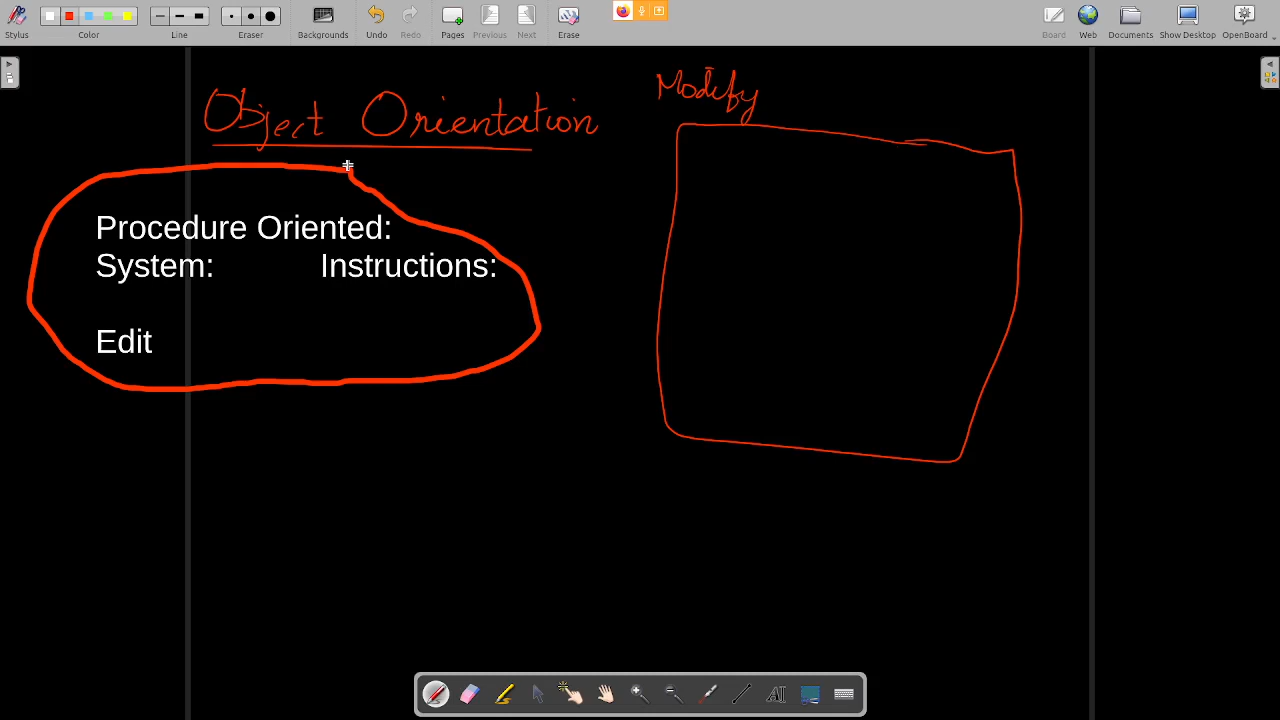 Stylus Color Line Eraser Backgrounds Undo Redo Pages Previous Next Erase Board Web Documents Show Desktop OpenBoard
Object Orientation
Modify
Procedure Oriented:
System: Instructions:
Edit
AI